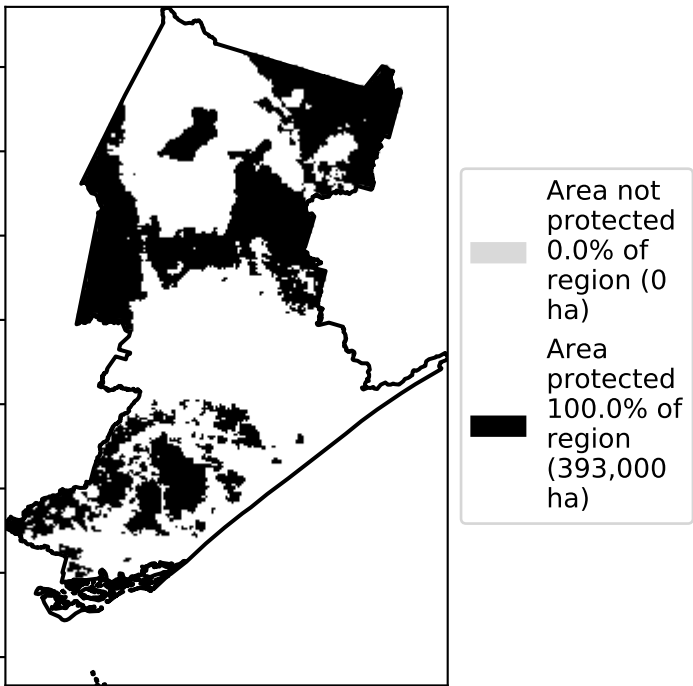 Area not
protected
0.0% of
region (0
ha)
Area
protected
100.0% of
region
(393,000
ha)